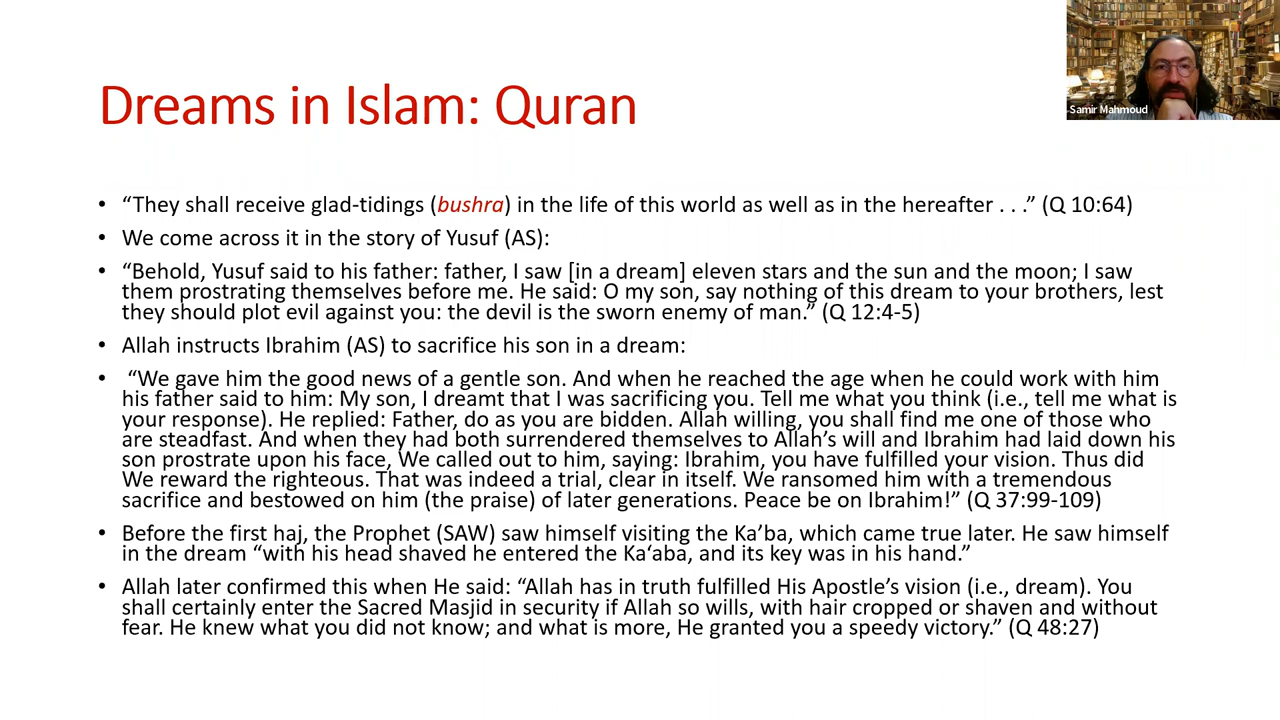 Dreams in Islam: Quran
Samir Mahmoud
• “They shall receive glad-tidings (bushra) in the life of this world as well as in the hereafter . . .” (Q 10:64)
• We come across it in the story of Yusuf (AS):
• “Behold, Yusuf said to his father: father, I saw [in a dream] eleven stars and the sun and the moon; I saw
them prostrating themselves before me. He said: O my son, say nothing of this dream to your brothers, lest
they should plot evil against you: the devil is the sworn enemy of man.” (Q 12:4-5)
• Allah instructs Ibrahim (AS) to sacrifice his son in a dream:
• “We gave him the good news of a gentle son. And when he reached the age when he could work with him
his father said to him: My son, I dreamt that I was sacrificing you. Tell me what you think (i.e., tell me what is
your response). He replied: Father, do as you are bidden. Allah willing, you shall find me one of those who
are steadfast. And when they had both surrendered themselves to Allah’s will and Ibrahim had laid down his
son prostrate upon his face, We called out to him, saying: Ibrahim, you have fulfilled your vision. Thus did
We reward the righteous. That was indeed a trial, clear in itself. We ransomed him with a tremendous
sacrifice and bestowed on him (the praise) of later generations. Peace be on Ibrahim!” (Q 37:99-109)
• Before the first haj, the Prophet (SAW) saw himself visiting the Ka’ba, which came true later. He saw himself
in the dream “with his head shaved he entered the Ka‘aba, and its key was in his hand.”
• Allah later confirmed this when He said: “Allah has in truth fulfilled His Apostle’s vision (i.e., dream). You
shall certainly enter the Sacred Masjid in security if Allah so wills, with hair cropped or shaven and without
fear. He knew what you did not know; and what is more, He granted you a speedy victory.” (Q 48:27)